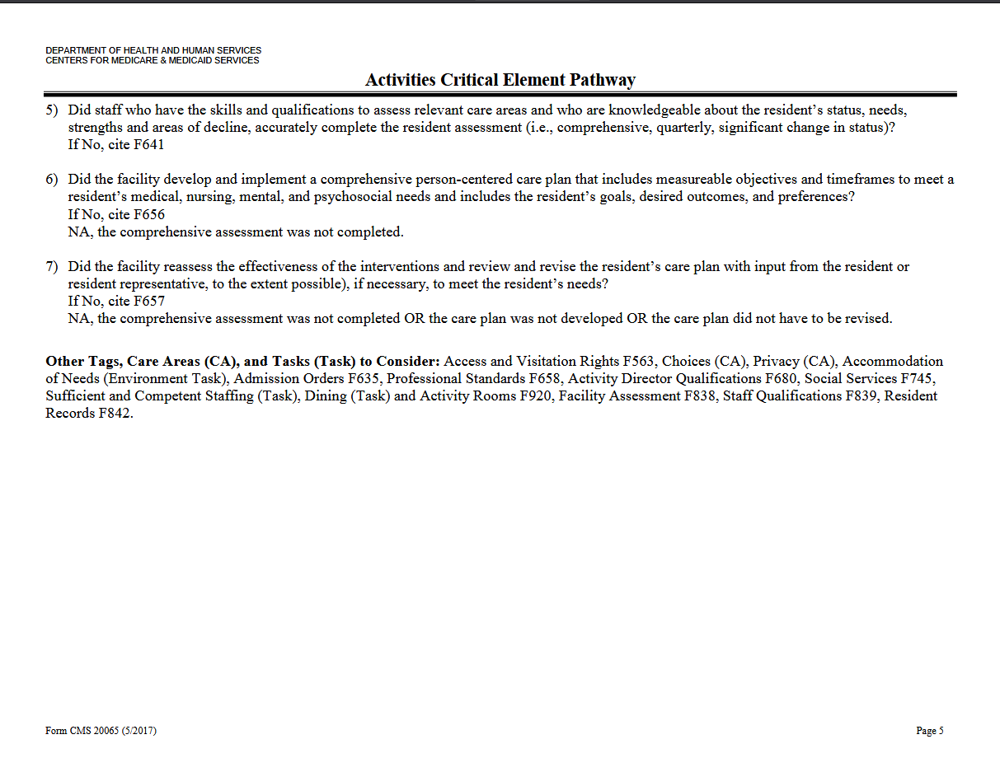 DEPARTMENT OF HEALTH AND HUMAN SERVICES
CENTERS FOR MEDICARE & MEDICAID SERVICES
Activities Critical Element Pathway
5) Did staff who have the skills and qualifications to assess relevant care areas and who are knowledgeable about the resident’s status, needs,
strengths and areas of decline, accurately complete the resident assessment (i.e., comprehensive, quarterly, significant change in status)?
If No, cite F641
6) Did the facility develop and implement a comprehensive person-centered care plan that includes measureable objectives and timeframes to meet a
resident’s medical, nursing, mental, and psychosocial needs and includes the resident’s goals, desired outcomes, and preferences?
If No, cite F656
NA, the comprehensive assessment was not completed.
7) Did the facility reassess the effectiveness of the interventions and review and revise the resident’s care plan with input from the resident or
resident representative, to the extent possible), if necessary, to meet the resident’s needs?
If No, cite F657
NA, the comprehensive assessment was not completed OR the care plan was not developed OR the care plan did not have to be revised.
Other Tags, Care Areas (CA), and Tasks (Task) to Consider: Access and Visitation Rights F563, Choices (CA), Privacy (CA), Accommodation
of Needs (Environment Task), Admission Orders F635, Professional Standards F658, Activity Director Qualifications F680, Social Services F745,
Sufficient and Competent Staffing (Task), Dining (Task) and Activity Rooms F920, Facility Assessment F838, Staff Qualifications F839, Resident
Records F842.
Form CMS 20065 (5/2017)
Page 5